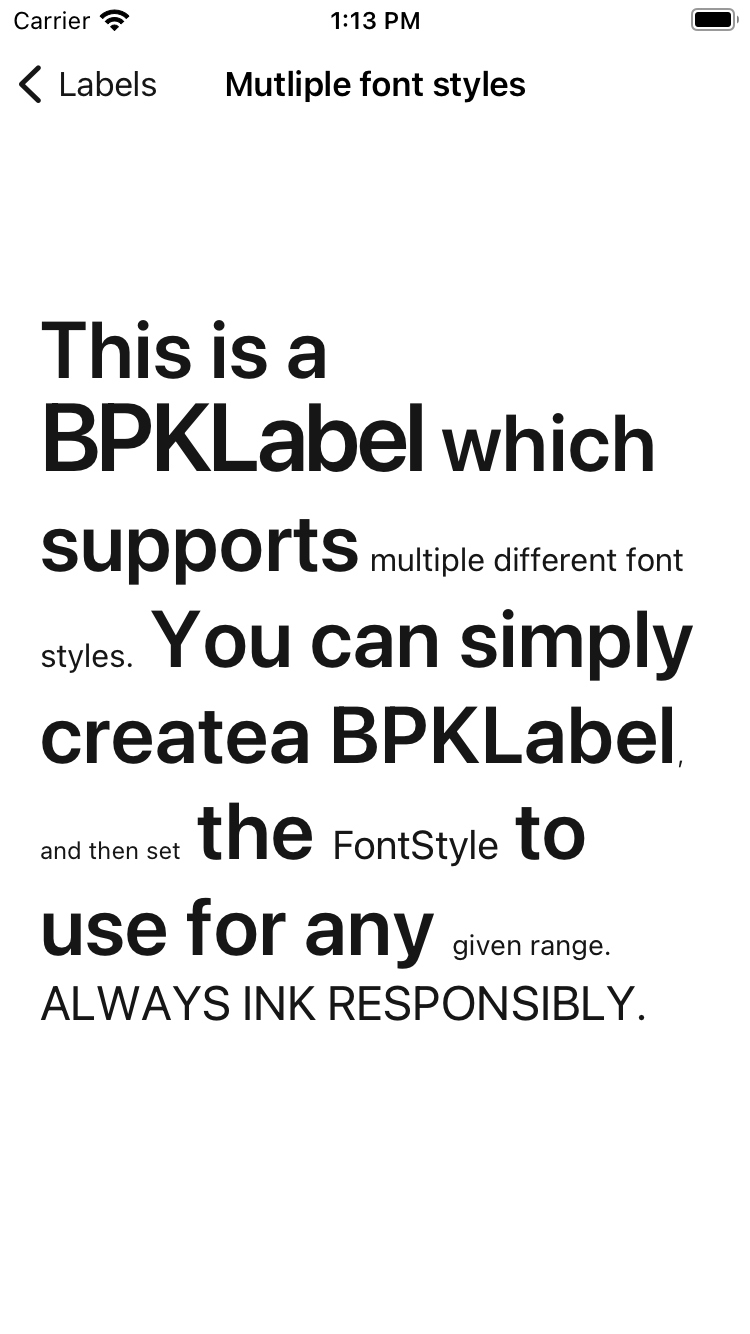 Carrier 1:13 PM
Labels Mutliple font styles
This is a
BPKLabel which
supports multiple different font
styles. You can simply
createa BPKLabel,
and then set the FontStyle to
use for any given range.
ALWAYS INK RESPONSIBLY.